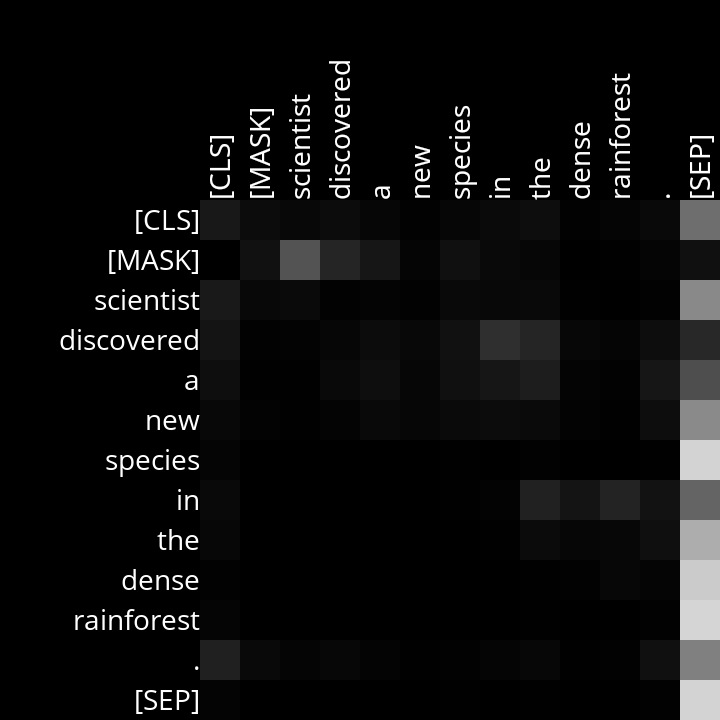 [CLS] [MASK] scientist discovered a new species in the dense rainforest . [SEP]
[CLS]
[MASK]
scientist
discovered
a
new
species
in
the
dense
rainforest
.
[SEP]